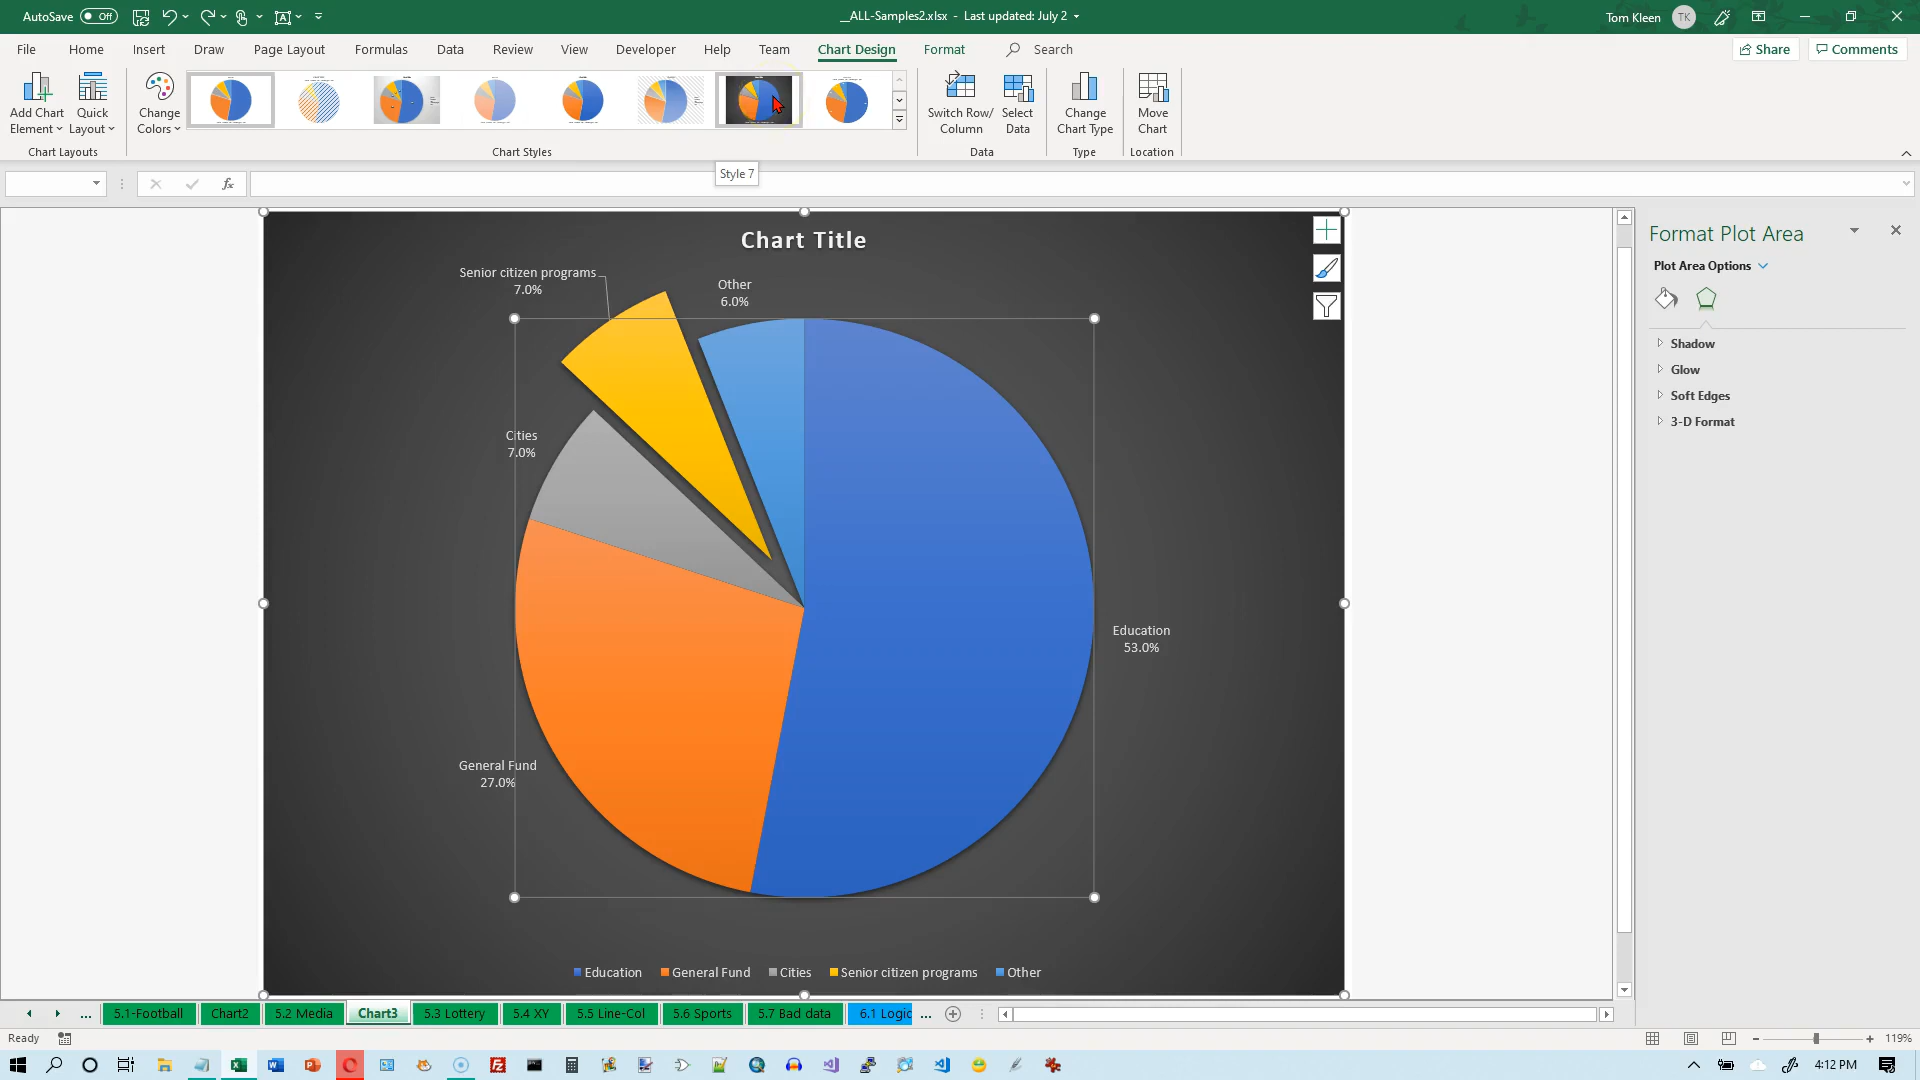 AutoSave Off
__ALL-Samples2.xlsx - Last updated: July 2
Tom Kleen TK
File Home Insert Draw Page Layout Formulas Data Review View Developer Help Team Chart Design Format Search
Share Comments
Add Chart Element
Quick Layout
Change Colors
Switch Row/ Column
Select Data
Change Chart Type
Move Chart
Chart Layouts Chart Styles Data Type Location
Style 7
fx
Chart Title
Senior citizen programs
7.0%
Other
6.0%
Cities
7.0%
Education
53.0%
General Fund
27.0%
Education General Fund Cities Senior citizen programs Other
Format Plot Area
Plot Area Options
Shadow
Glow
Soft Edges
3-D Format
... 5.1-Football Chart2 5.2 Media Chart3 5.3 Lottery 5.4 XY 5.5 Line-Col 5.6 Sports 5.7 Bad data 6.1 Logic ...
Ready
119%
4:12 PM